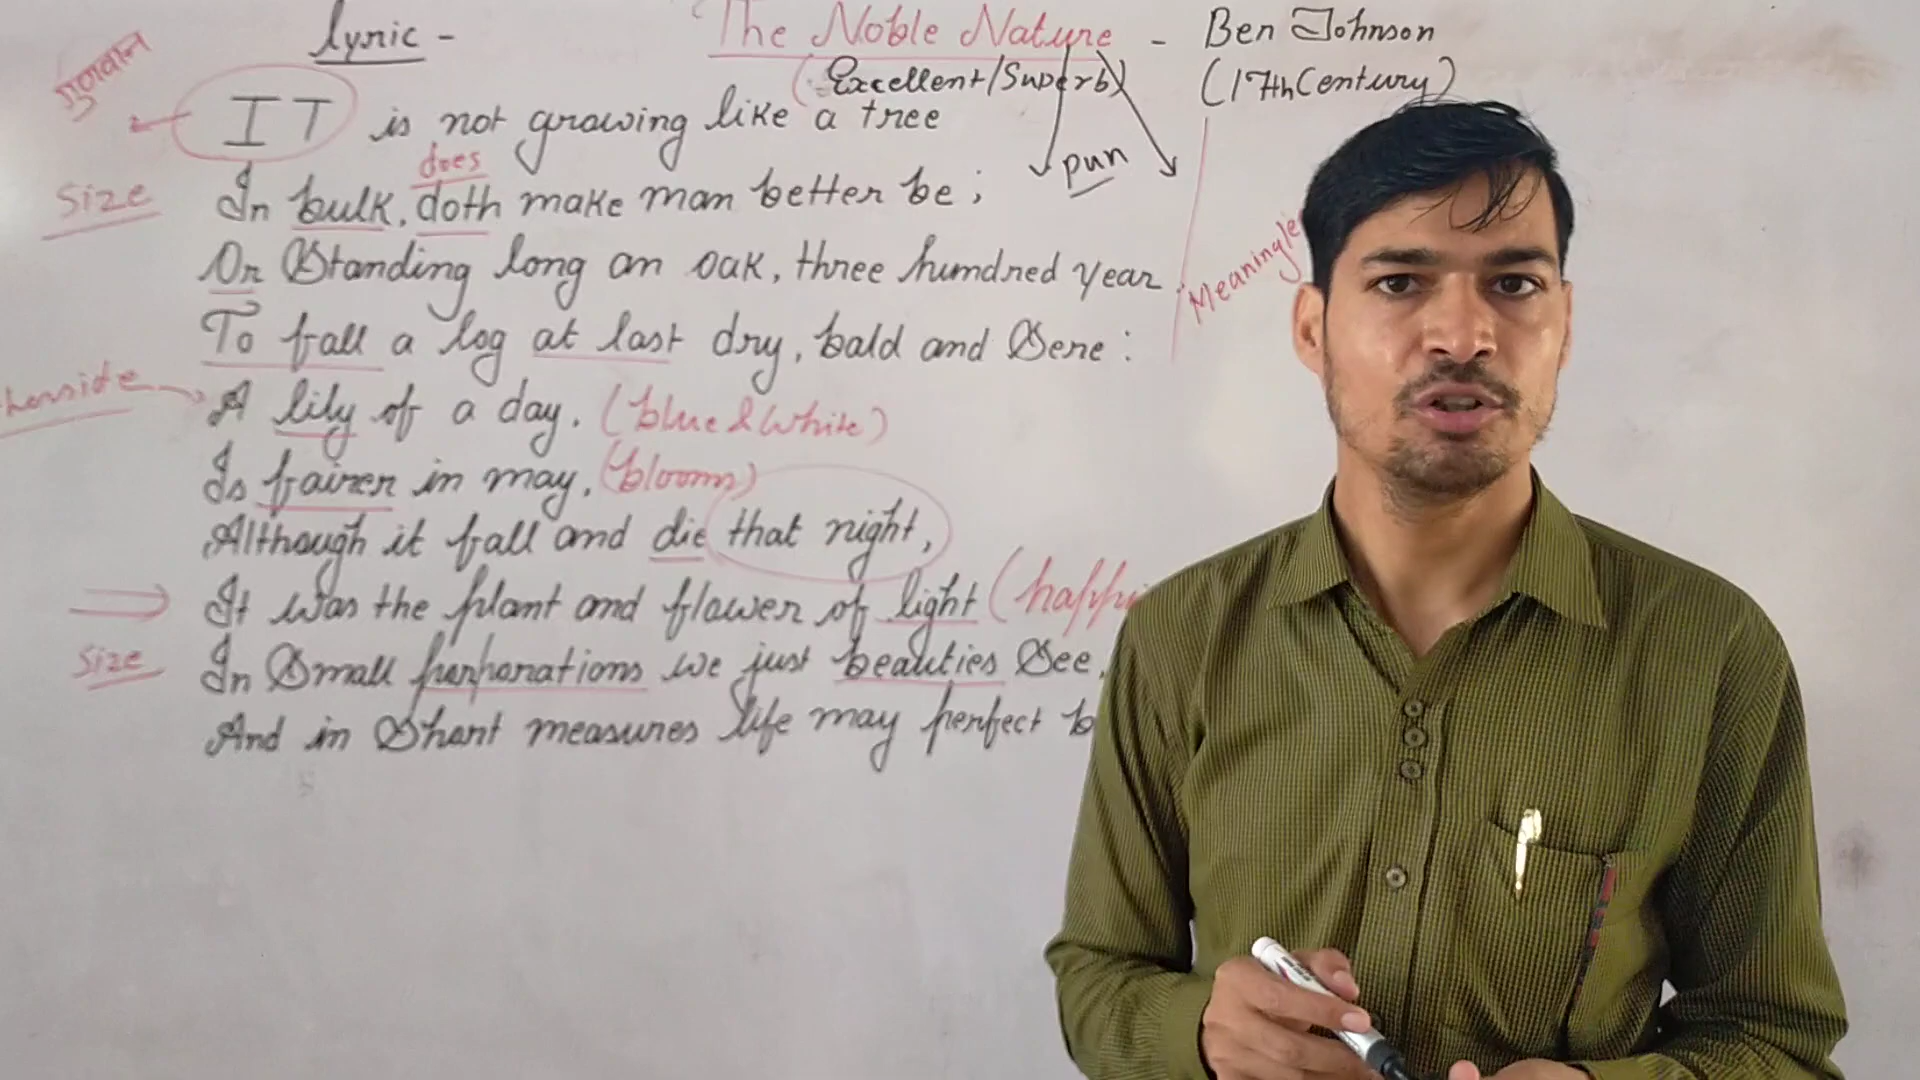 lyric - The Noble Nature - Ben Johnson
(Excellent/Superb) (17th Century)
गुणवान
IT is not growing like a tree
does
pun
Size In bulk, doth make man better be;
Or Standing long an oak, three hundred year
Meaningle
To fall a log at last dry, bald and Sere:
A lily of a day. (blue & white)
Is fairer in may, (blooms)
Although it fall and die that night,
It was the plant and flower of light (happi
Size In Small perporations we just beauties See,
And in Short measures life may perfect b